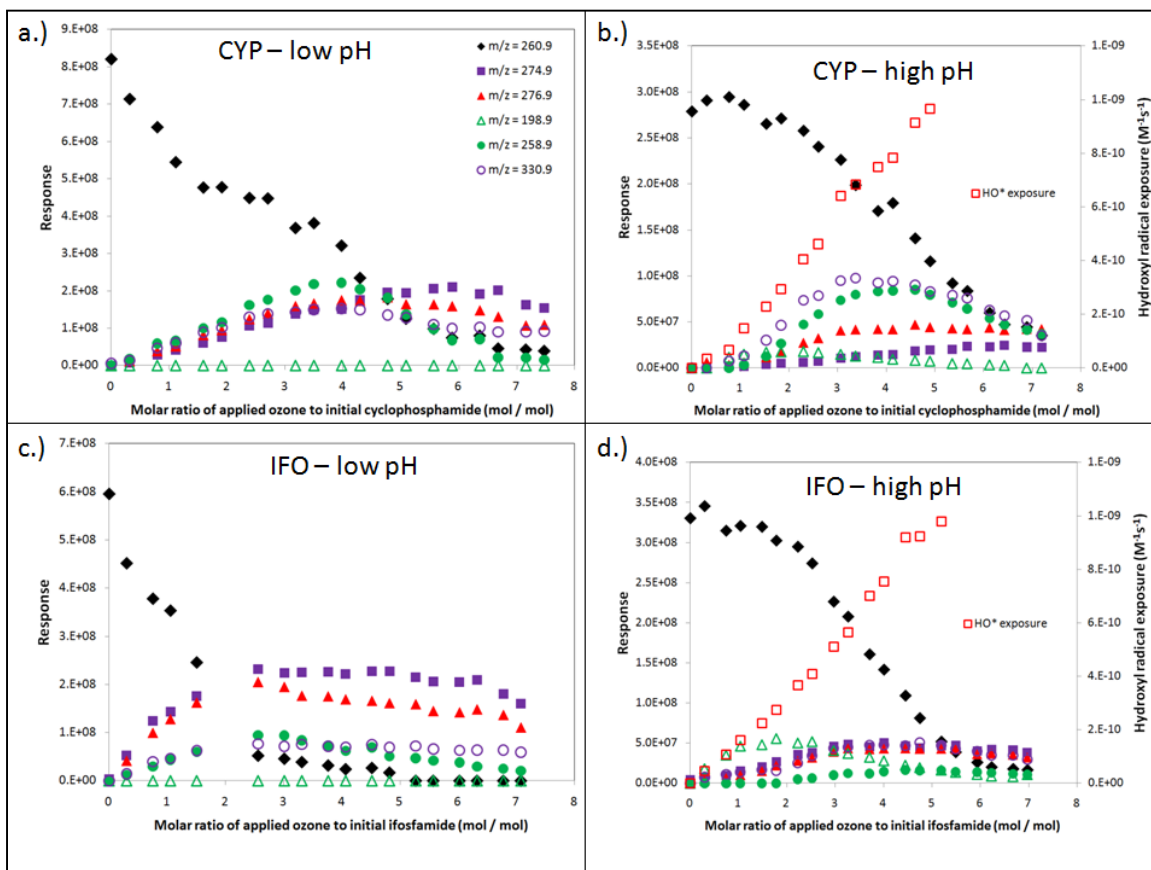 a.)
CYP – low pH
9.E+08
8.E+08
7.E+08
6.E+08
5.E+08
4.E+08
3.E+08
2.E+08
1.E+08
0.E+00
Response
m/z = 260.9
m/z = 274.9
m/z = 276.9
m/z = 198.9
m/z = 258.9
m/z = 330.9
0 1 2 3 4 5 6 7 8
Molar ratio of applied ozone to initial cyclophosphamide (mol / mol)
b.)
CYP – high pH
3.5E+08
3.0E+08
2.5E+08
2.0E+08
1.5E+08
1.0E+08
5.0E+07
0.0E+00
Response
HO* exposure
1.E-09
1.E-09
8.E-10
6.E-10
4.E-10
2.E-10
0.E+00
Hydroxyl radical exposure (M⁻¹s⁻¹)
0 1 2 3 4 5 6 7 8
Molar ratio of applied ozone to initial cyclophosphamide (mol / mol)
c.)
IFO – low pH
7.E+08
6.E+08
5.E+08
4.E+08
3.E+08
2.E+08
1.E+08
0.E+00
Response
0 1 2 3 4 5 6 7 8
Molar ratio of applied ozone to initial ifosfamide (mol / mol)
d.)
IFO – high pH
4.0E+08
3.5E+08
3.0E+08
2.5E+08
2.0E+08
1.5E+08
1.0E+08
5.0E+07
0.0E+00
Response
HO* exposure
1.E-09
1.E-09
8.E-10
6.E-10
4.E-10
2.E-10
0.E+00
Hydroxyl radical exposure (M⁻¹s⁻¹)
0 1 2 3 4 5 6 7 8
Molar ratio of applied ozone to initial ifosfamide (mol / mol)